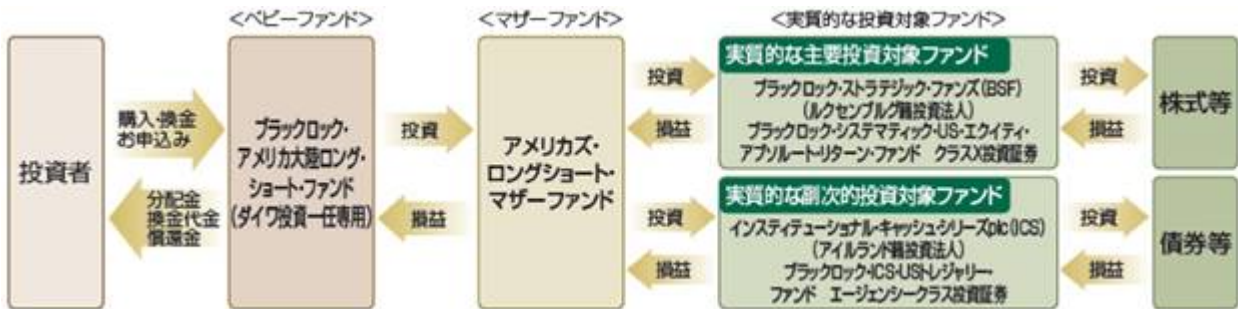 <ベビーファンド>
<マザーファンド>
<実質的な投資対象ファンド>
投資者
購入・換金
お申込み
分配金
換金代金
償還金
ブラックロック・
アメリカ大陸ロング・
ショート・ファンド
(ダイワ投資一任専用)
投資
損益
アメリカズ・
ロングショート・
マザーファンド
投資
損益
投資
損益
実質的な主要投資対象ファンド
ブラックロック・ストラテジック・ファンズ(BSF)
(ルクセンブルグ籍投資法人)
ブラックロック・システマティック・US・エクイティ・
アブソルート・リターン・ファンド クラスX投資証券
実質的な副次的投資対象ファンド
インスティテューショナル・キャッシュ・シリーズplc(ICS)
(アイルランド籍投資法人)
ブラックロック・ICS・USトレジャリー・
ファンド エージェンシークラス投資証券
投資
損益
投資
損益
株式等
債券等